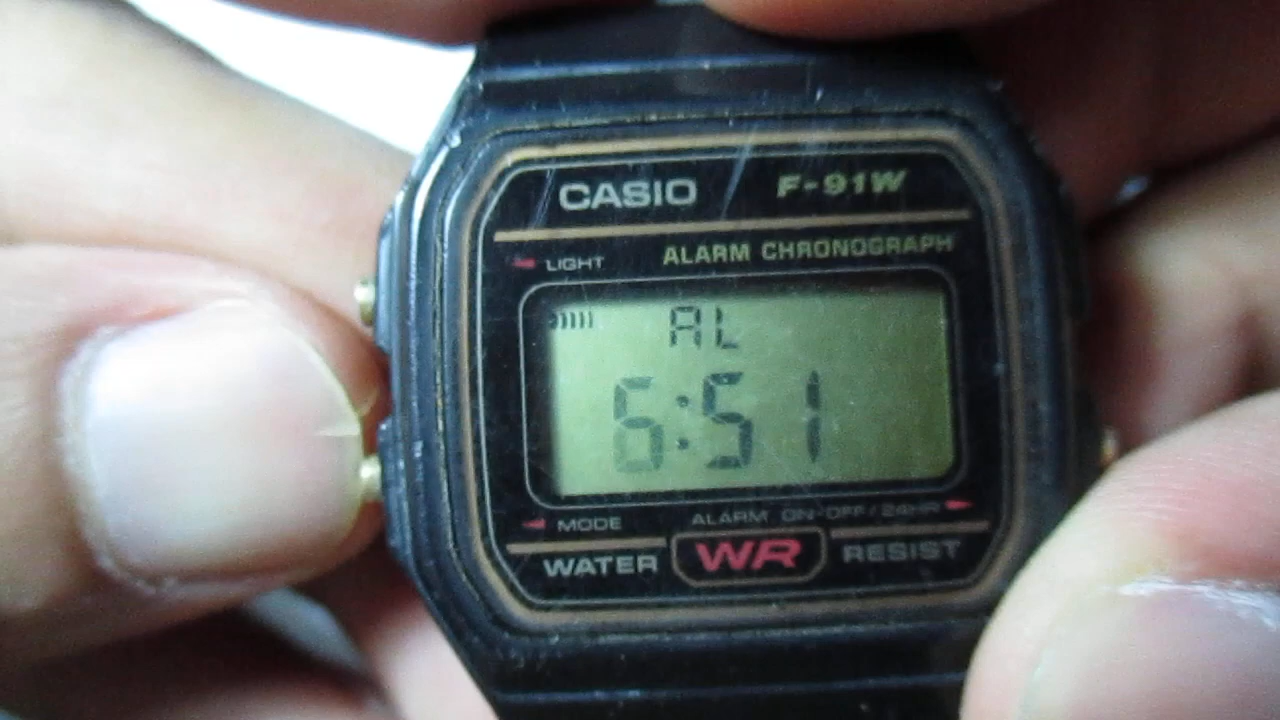 CASIO F-91W
LIGHT ALARM CHRONOGRAPH
AL
6:51
MODE ALARM ON·OFF/24HR
WATER WR RESIST